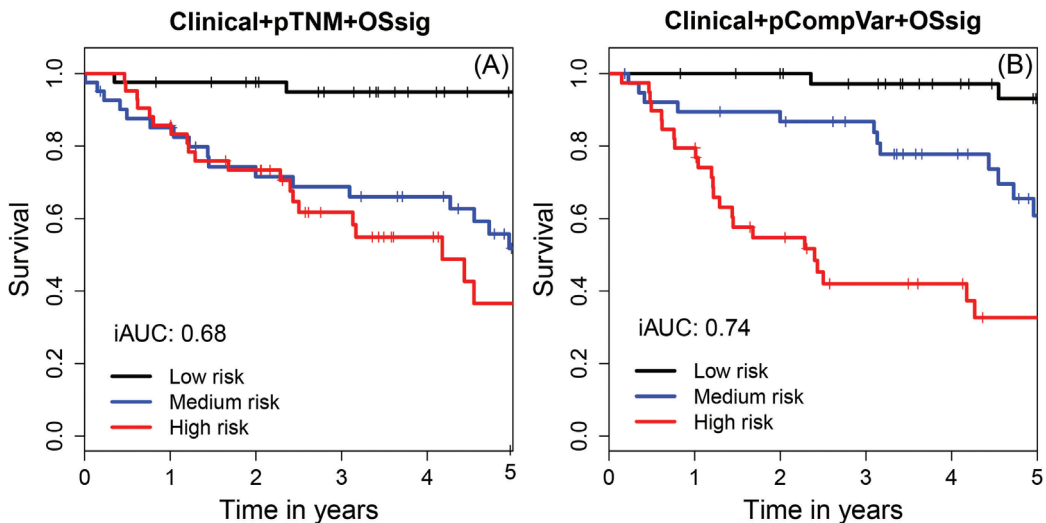 Clinical+pTNM+OSsig
(A)
Survival
1.0
0.8
0.6
0.4
0.2
0.0
iAUC: 0.68
Low risk
Medium risk
High risk
0 1 2 3 4 5
Time in years
Clinical+pCompVar+OSsig
(B)
Survival
1.0
0.8
0.6
0.4
0.2
0.0
iAUC: 0.74
Low risk
Medium risk
High risk
0 1 2 3 4 5
Time in years